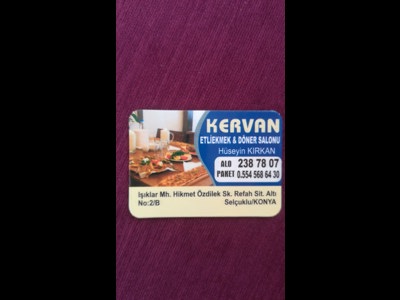 KERVAN
ETLİEKMEK & DÖNER SALONU
Hüseyin KIRKAN
ALO 238 78 07
PAKET 0.554 568 64 30
Işıklar Mh. Hikmet Özdilek Sk. Refah Sit. Altı
No:2/B Selçuklu/KONYA